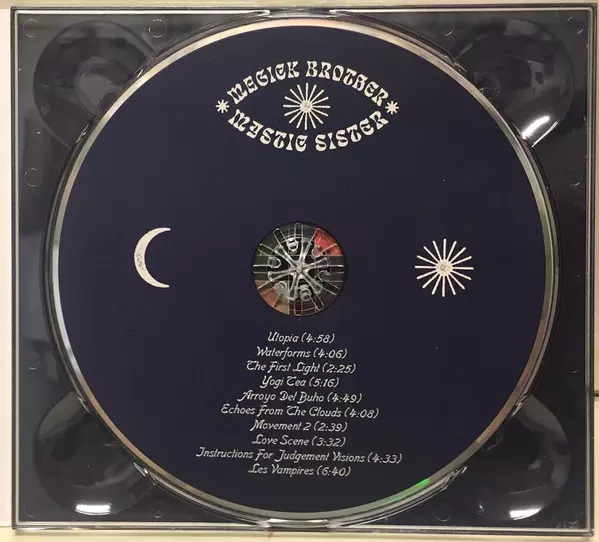 MAGICK BROTHER
MYSTIC SISTER
Utopia (4:58)
Waterforms (4:06)
The First Light (2:25)
Yogi Tea (5:16)
Arroyo Del Buho (4:49)
Echoes From The Clouds (4:08)
Movement 2 (2:39)
Love Scene (3:32)
Instructions For Judgement Visions (4:33)
Les Vampires (6:40)